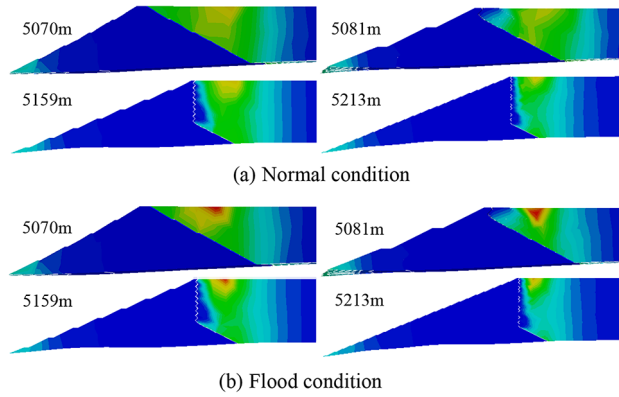 5070m
5081m
5159m
5213m
(a) Normal condition
5070m
5081m
5159m
5213m
(b) Flood condition